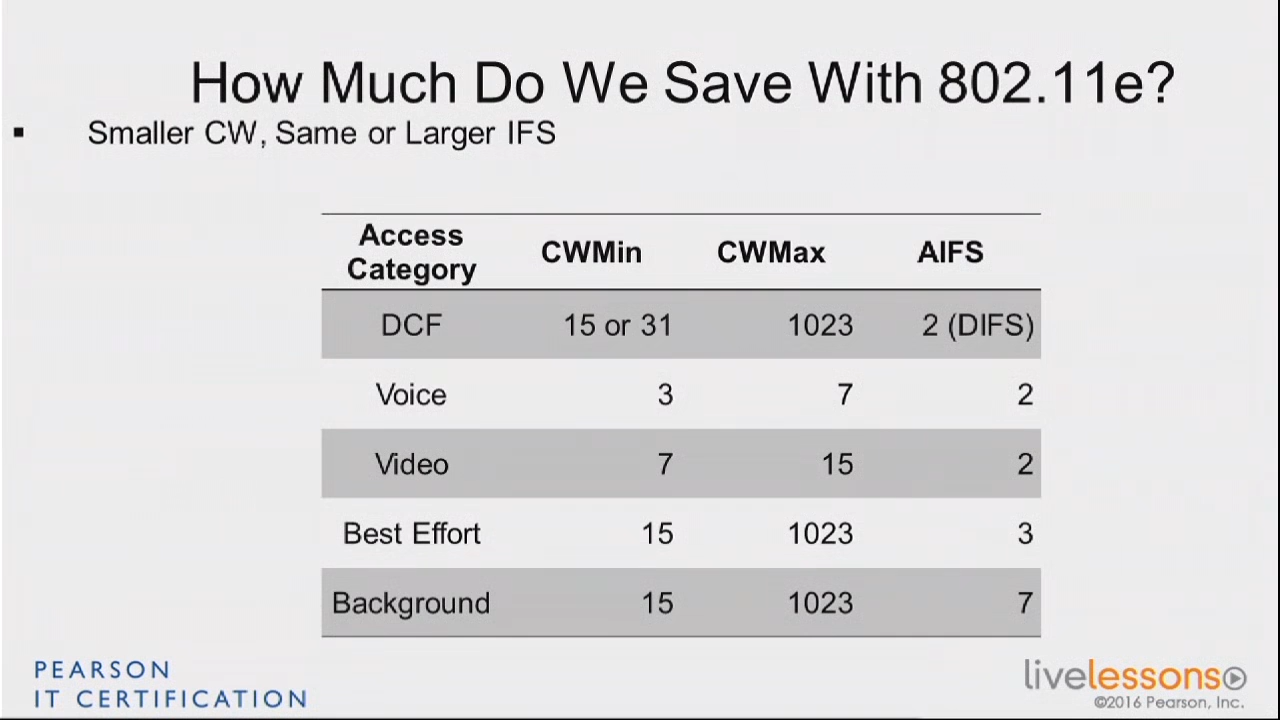 How Much Do We Save With 802.11e?
▪ Smaller CW, Same or Larger IFS
Access Category CWMin CWMax AIFS
DCF 15 or 31 1023 2 (DIFS)
Voice 3 7 2
Video 7 15 2
Best Effort 15 1023 3
Background 15 1023 7
PEARSON
IT CERTIFICATION
livelessons
©2016 Pearson, Inc.